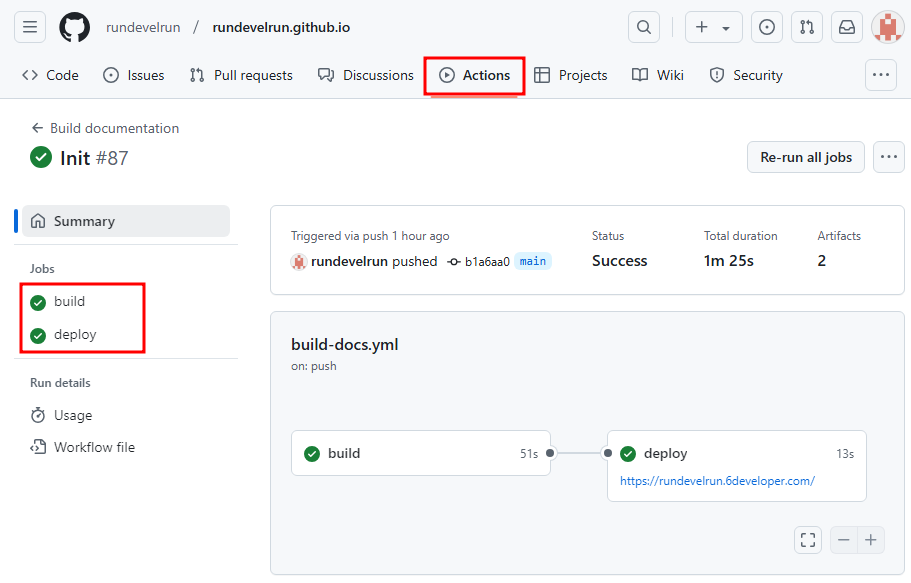 rundevelrun / rundevelrun.github.io
Code Issues Pull requests Discussions Actions Projects Wiki Security
Build documentation
Init #87
Re-run all jobs
Summary
Jobs
build
deploy
Run details
Usage
Workflow file
Triggered via push 1 hour ago
rundevelrun pushed b1a6aa0 main
Status
Success
Total duration
1m 25s
Artifacts
2
build-docs.yml
on: push
build 51s
deploy 13s
https://rundevelrun.6developer.com/